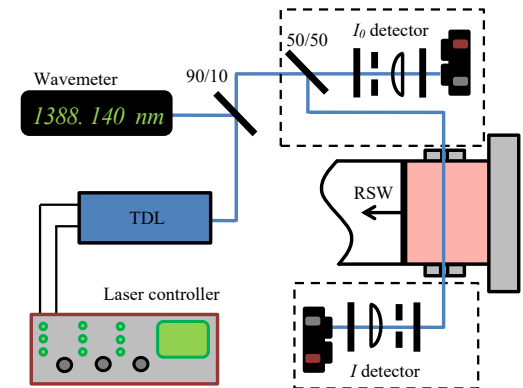 50/50
I₀ detector
Wavemeter
90/10
1388. 140 nm
RSW
TDL
Laser controller
I detector